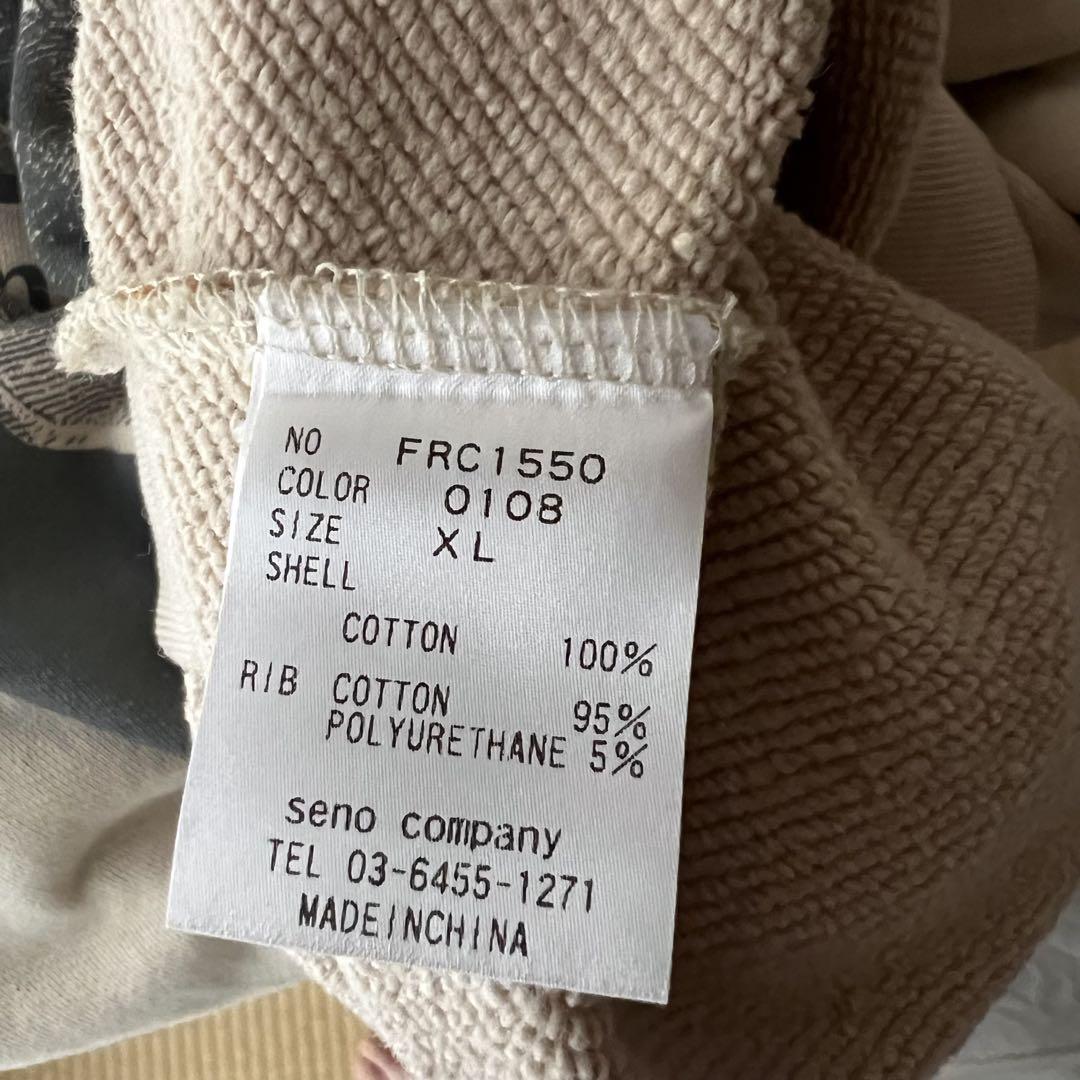 NO FRC1550
COLOR 0108
SIZE XL
SHELL
COTTON 100%
RIB COTTON 95%
POLYURETHANE 5%
seno company
TEL 03-6455-1271
MADEINCHINA